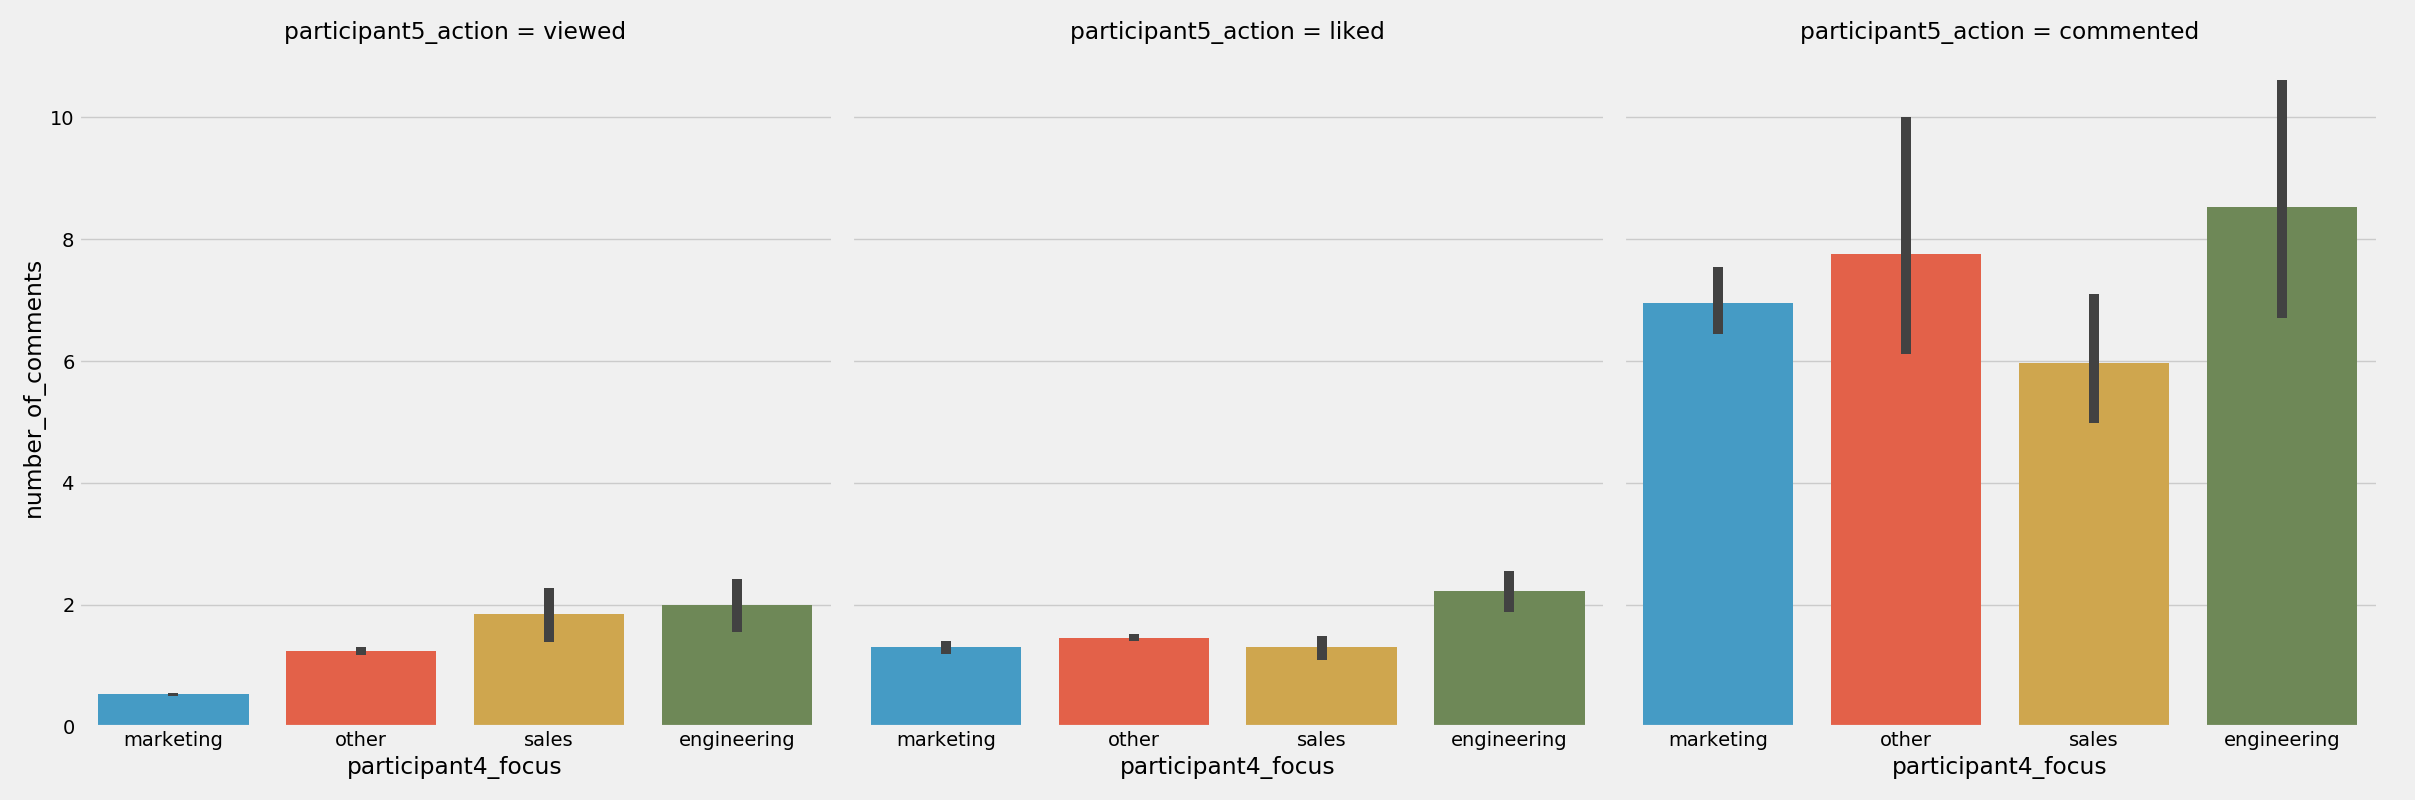 participant5_action = viewed
participant5_action = liked
participant5_action = commented
number_of_comments
10
8
6
4
2
0
marketing other sales engineering
marketing other sales engineering
marketing other sales engineering
participant4_focus
participant4_focus
participant4_focus